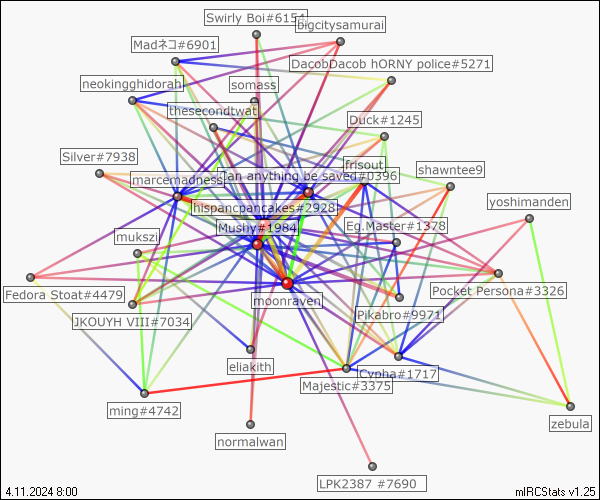 Swirly Boi#6154
bigcitysamurai
Madネコ#6901
DacobDacob hORNY police#5271
neokingghidorah
somass
thesecondtwat
Duck#1245
Silver#7938
frisout
shawntee9
marcemadness
an anything be saved#0396
hispancpancakes#2928
yoshimanden
Mushy#1984
Eg.Master#1378
mukszi
Fedora Stoat#4479
moonraven
Pocket Persona#3326
JKOUYH VIII#7034
Pikabro#9971
eliakith
Cypha#1717
Majestic#3375
ming#4742
zebula
normalwan
LPK2387 #7690
4.11.2024 8:00
mIRCStats v1.25